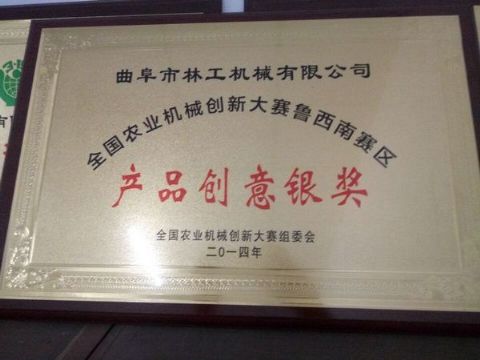 曲阜市林工机械有限公司
全国农业机械创新大赛鲁西南赛区
产品创意银奖
全国农业机械创新大赛组委会
二〇一四年